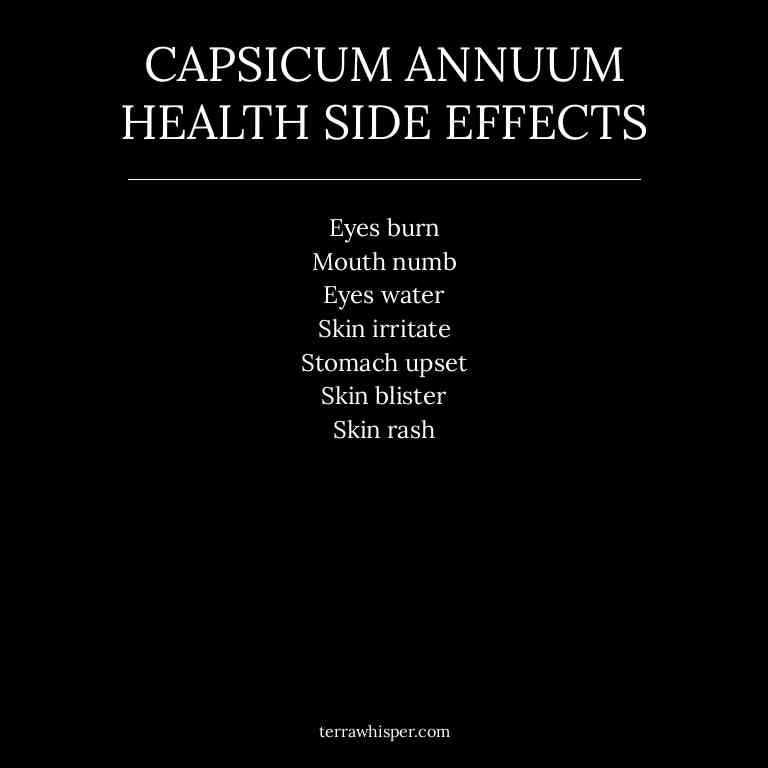 CAPSICUM ANNUUM
HEALTH SIDE EFFECTS
Eyes burn
Mouth numb
Eyes water
Skin irritate
Stomach upset
Skin blister
Skin rash
terrawhisper.com